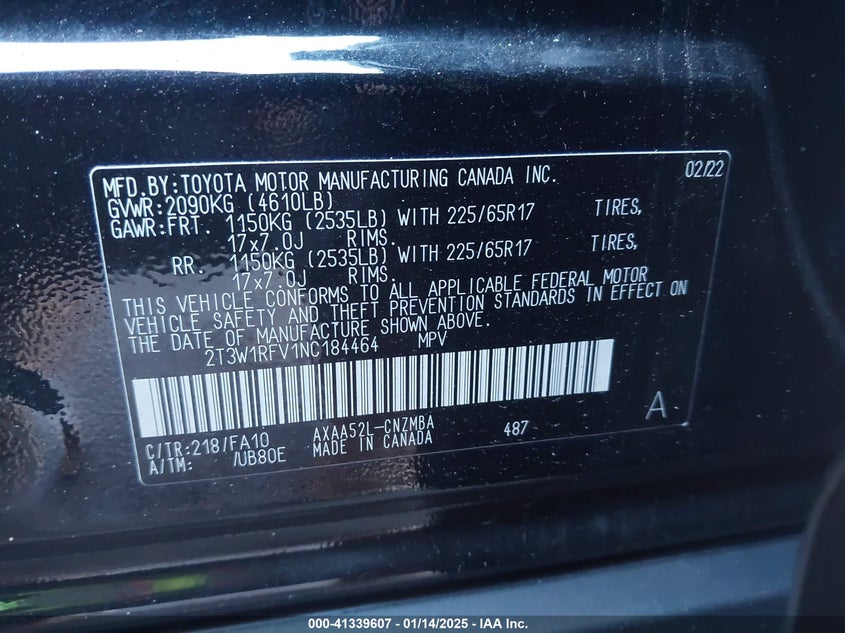 MFD.BY:TOYOTA MOTOR MANUFACTURING CANADA INC. 02/22
GVWR:2090KG (4610LB)
GAWR:FRT. 1150KG (2535LB) WITH 225/65R17 TIRES,
17x7.0J RIMS.
RR. 1150KG (2535LB) WITH 225/65R17 TIRES,
17x7.0J RIMS.
THIS VEHICLE CONFORMS TO ALL APPLICABLE FEDERAL MOTOR
VEHICLE SAFETY AND THEFT PREVENTION STANDARDS IN EFFECT ON
THE DATE OF MANUFACTURE SHOWN ABOVE.
2T3W1RFV1NC184464 MPV
A
C/TR:218/FA10 AXAA52L-CNZMBA 487
A/TM: /UB80E MADE IN CANADA
000-41339607 - 01/14/2025 - IAA Inc.